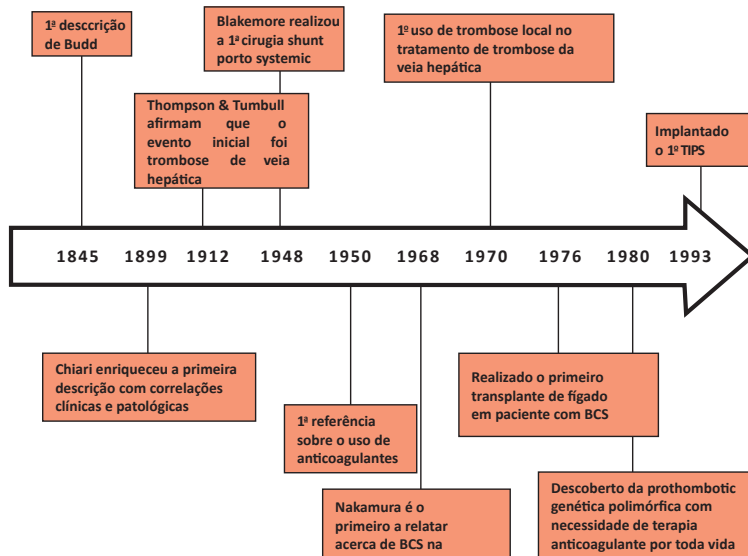 1ª desccrição
de Budd
Blakemore realizou
a 1ª cirugia shunt
porto systemic
1º uso de trombose local no
tratamento de trombose da
veia hepática
Thompson & Tumbull
afirmam que o
evento inicial foi
trombose de veia
hepática
Implantado
o 1º TIPS
1845 1899 1912 1948 1950 1968 1970 1976 1980 1993
Chiari enriqueceu a primeira
descrição com correlações
clínicas e patológicas
1ª referência
sobre o uso de
anticoagulantes
Nakamura é o
primeiro a relatar
acerca de BCS na
Realizado o primeiro
transplante de fígado
em paciente com BCS
Descoberto da prothombotic
genética polimórfica com
necessidade de terapia
anticoagulante por toda vida